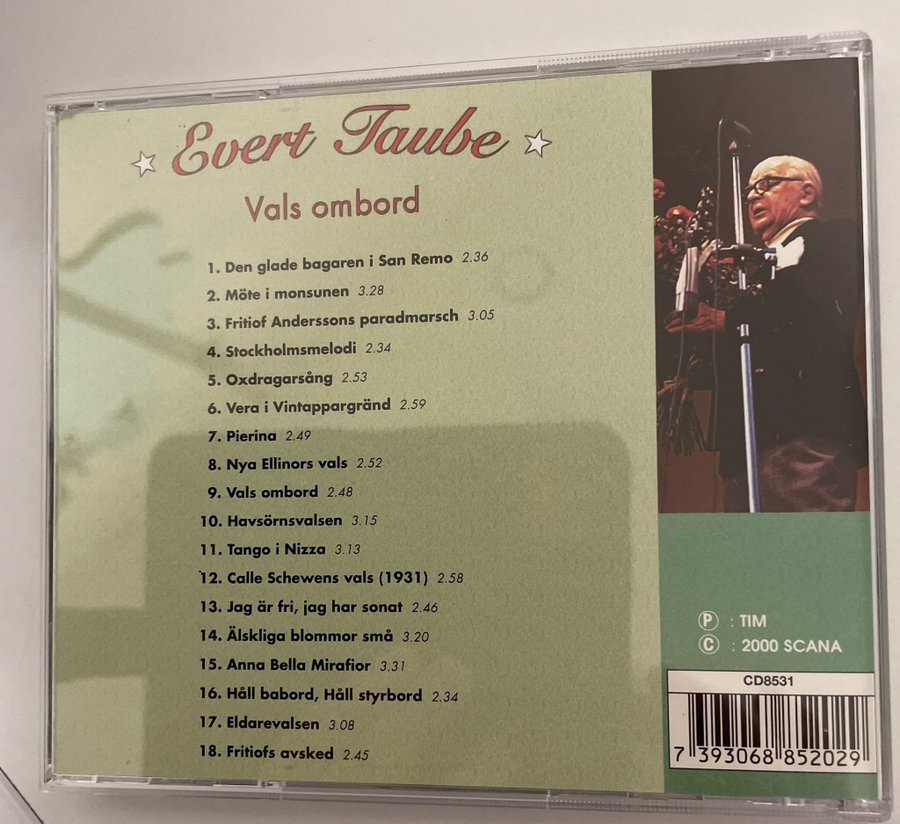 Evert Taube
Vals ombord
1. Den glade bagaren i San Remo 2.36
2. Möte i monsunen 3.28
3. Fritiof Anderssons paradmarsch 3.05
4. Stockholmsmelodi 2.34
5. Oxdragarsång 2.53
6. Vera i Vintappargränd 2.59
7. Pierina 2.49
8. Nya Ellinors vals 2.52
9. Vals ombord 2.48
10. Havsörnsvalsen 3.15
11. Tango i Nizza 3.13
12. Calle Schewens vals (1931) 2.58
13. Jag är fri, jag har sonat 2.46
14. Älskliga blommor små 3.20
15. Anna Bella Mirafior 3.31
16. Håll babord, Håll styrbord 2.34
17. Eldarevalsen 3.08
18. Fritiofs avsked 2.45
Ⓟ : TIM
Ⓒ : 2000 SCANA
CD8531
7 393068 852029